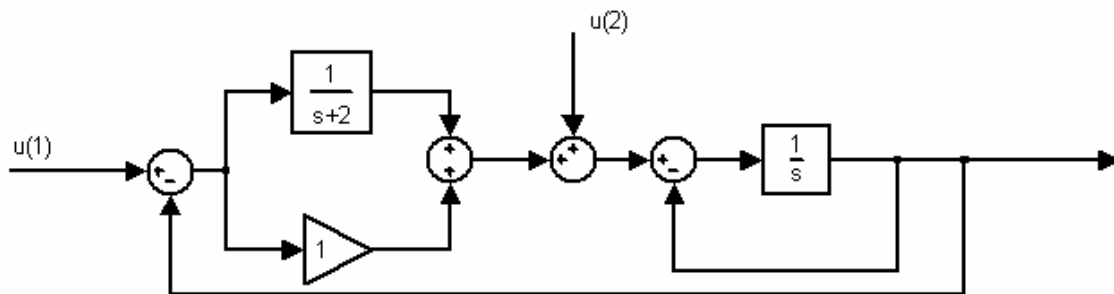 u(2)
1
s+2
u(1)
+
-
+
+
+
+
+
-
1
s
1